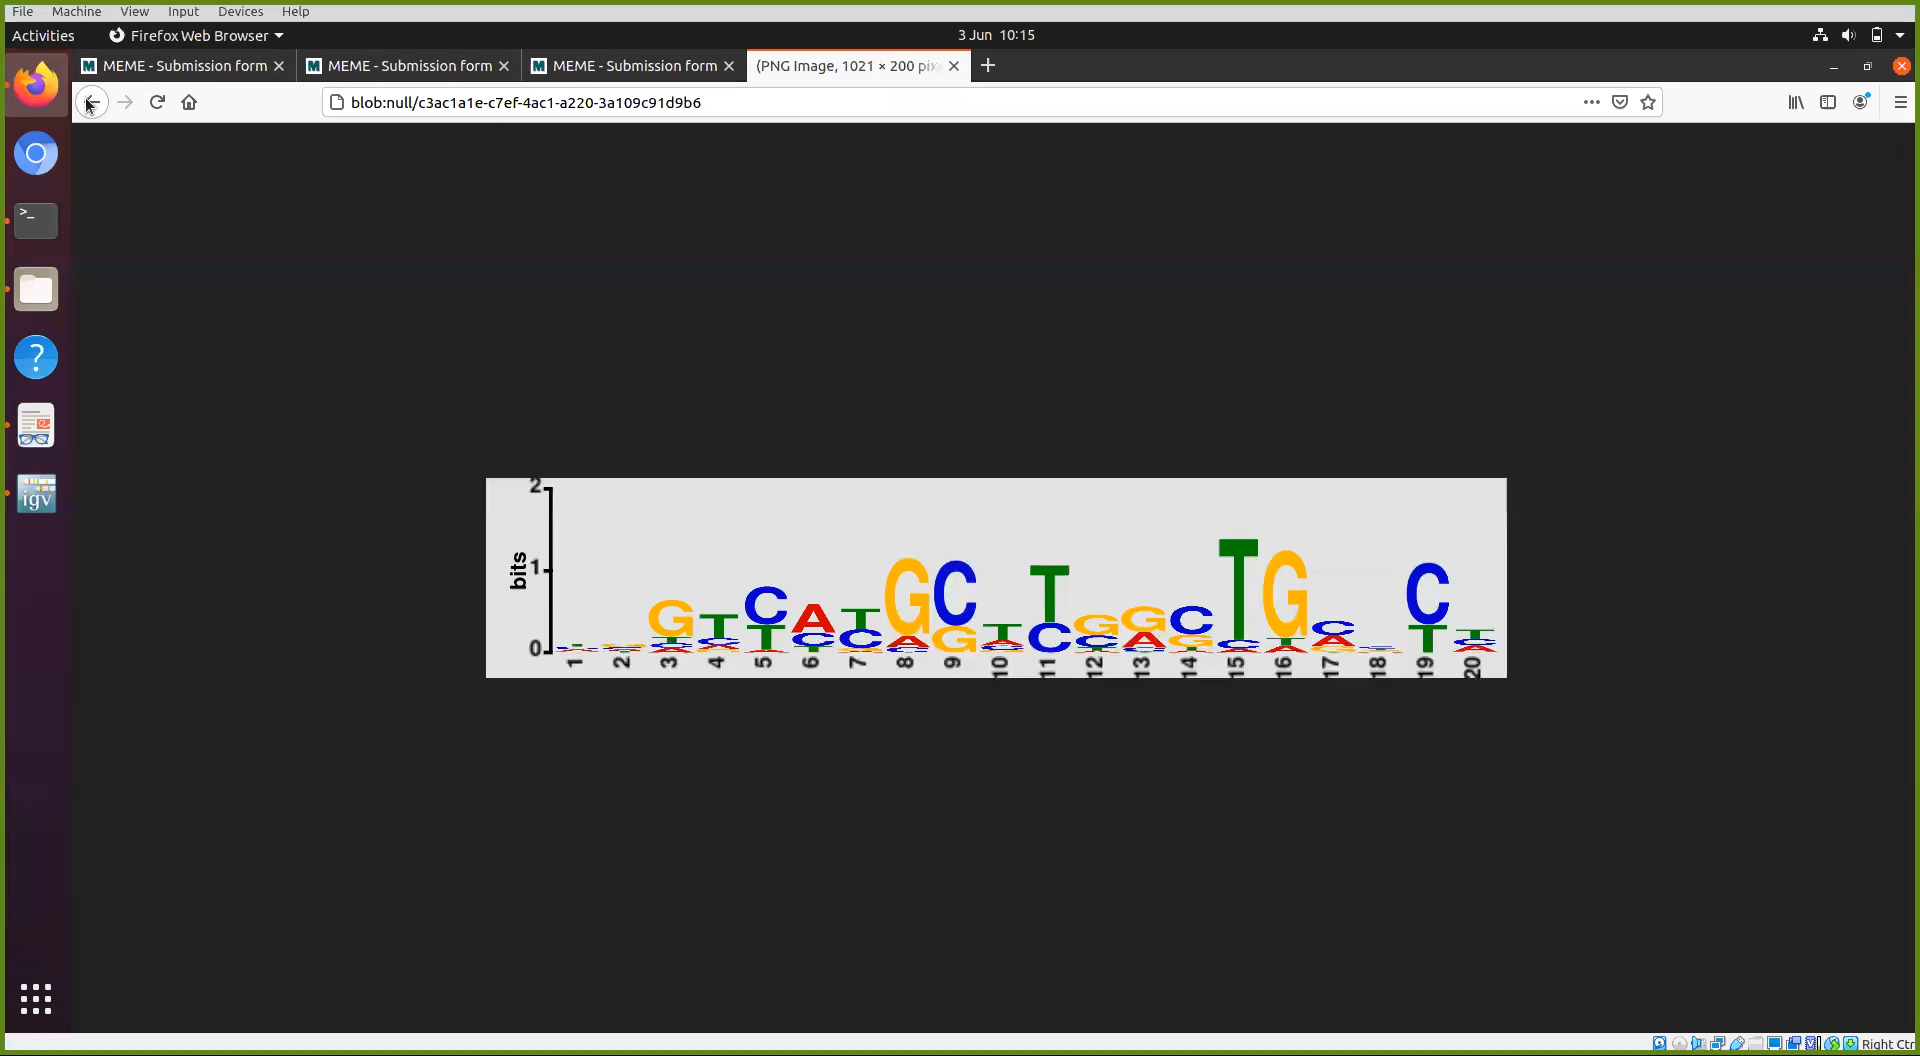 File Machine View Input Devices Help
Activities Firefox Web Browser 3 Jun 10:15
MEME - Submission form MEME - Submission form MEME - Submission form (PNG Image, 1021 × 200 pix
blob:null/c3ac1a1e-c7ef-4ac1-a220-3a109c91d9b6
>_
?
igv
2
bits
1
0
G T C A T G C T T G G C T G C C T
T C C G A C C A G A T
1 2 3 4 5 6 7 8 9 10 11 12 13 14 15 16 17 18 19 20
Right Ctr